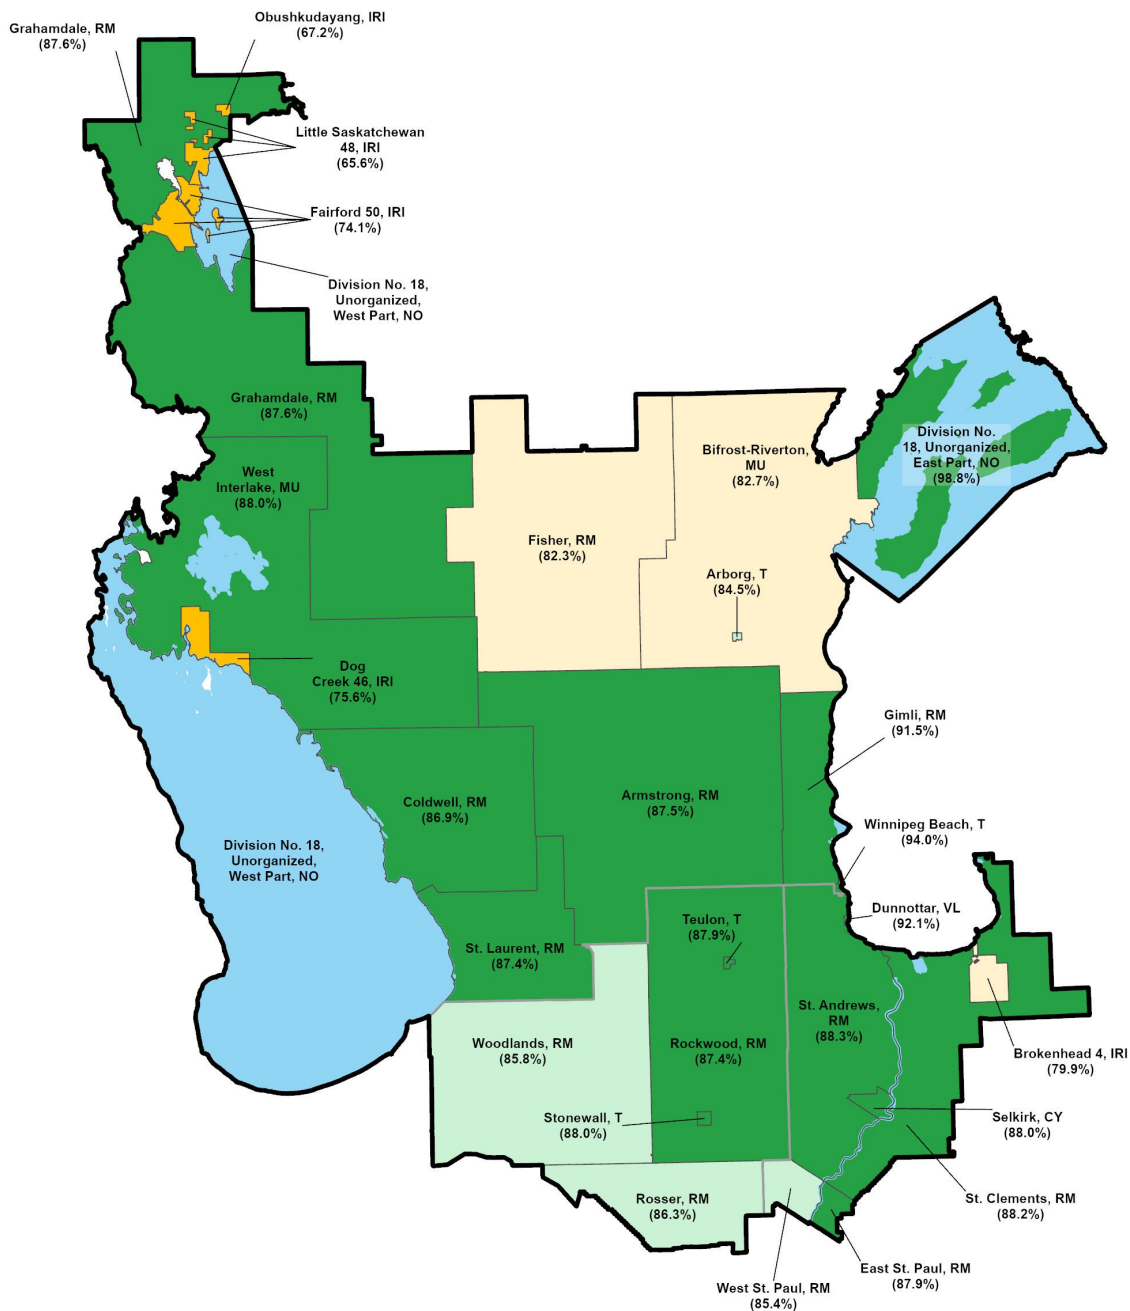 Obushkudayang, IRI
(67.2%)
Grahamdale, RM
(87.6%)
Little Saskatchewan
48, IRI
(65.6%)
Fairford 50, IRI
(74.1%)
Division No. 18,
Unorganized,
West Part, NO
Grahamdale, RM
(87.6%)
West
Interlake, MU
(88.0%)
Bifrost-Riverton,
MU
(82.7%)
Division No.
18, Unorganized,
East Part, NO
(98.8%)
Fisher, RM
(82.3%)
Arborg, T
(84.5%)
Dog
Creek 46, IRI
(75.6%)
Gimli, RM
(91.5%)
Coldwell, RM
(86.9%)
Armstrong, RM
(87.5%)
Winnipeg Beach, T
(94.0%)
Division No. 18,
Unorganized,
West Part, NO
Dunnottar, VL
(92.1%)
Teulon, T
(87.9%)
St. Laurent, RM
(87.4%)
St. Andrews,
RM
(88.3%)
Woodlands, RM
(85.8%)
Rockwood, RM
(87.4%)
Brokenhead 4, IRI
(79.9%)
Stonewall, T
(88.0%)
Selkirk, CY
(88.0%)
Rosser, RM
(86.3%)
St. Clements, RM
(88.2%)
East St. Paul, RM
(87.9%)
West St. Paul, RM
(85.4%)